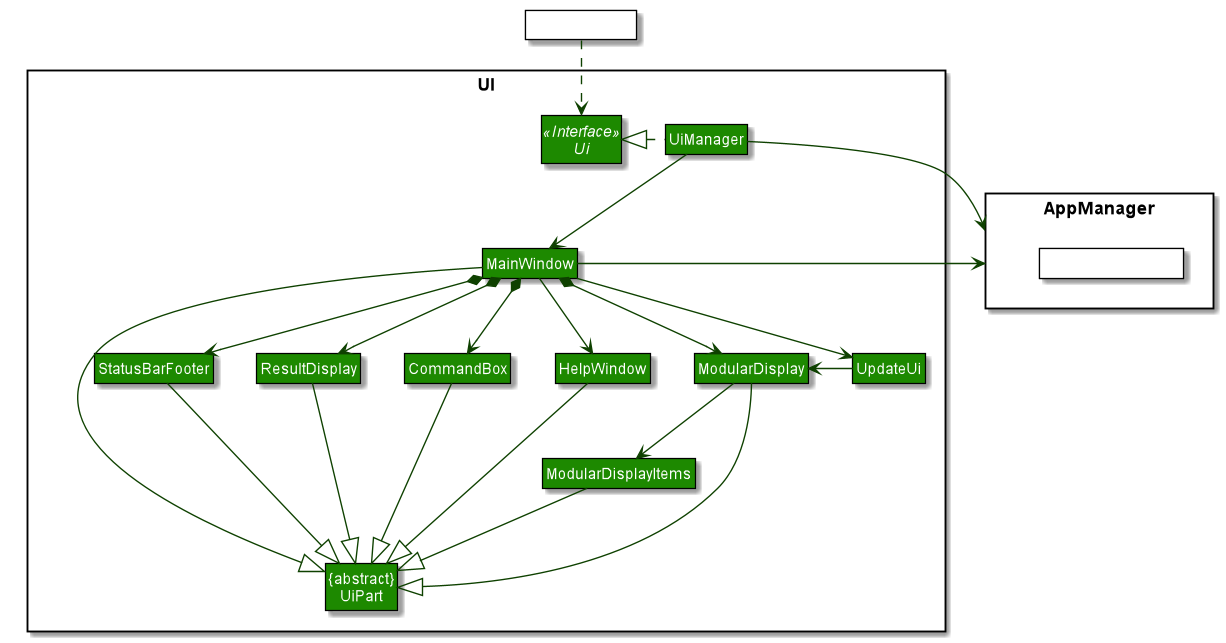 UI
«Interface»
Ui
UiManager
AppManager
MainWindow
StatusBarFooter
ResultDisplay
CommandBox
HelpWindow
ModularDisplay
UpdateUi
ModularDisplayItems
{abstract}
UiPart